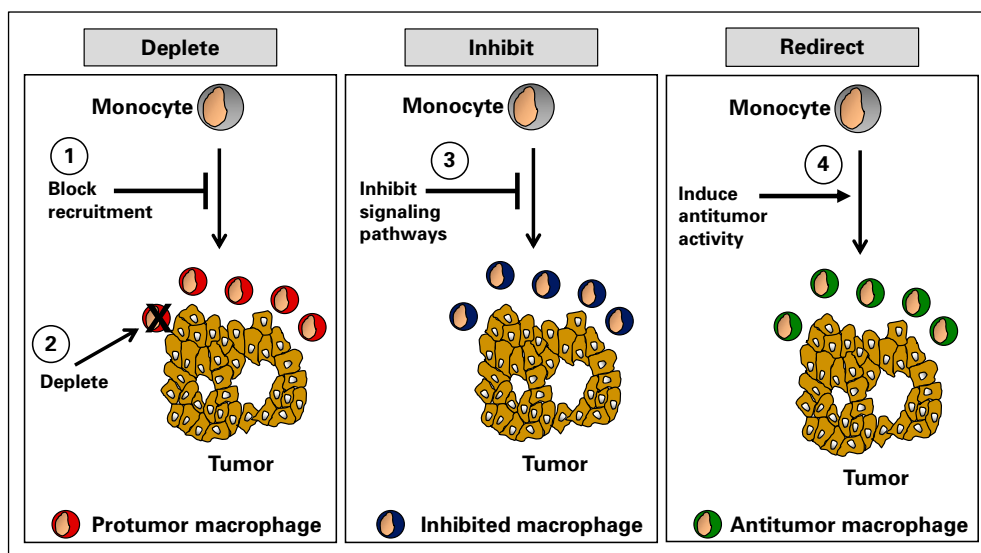 Deplete
Monocyte
1
Block
recruitment
2
Deplete
Tumor
Protumor macrophage
Inhibit
Monocyte
3
Inhibit
signaling
pathways
Tumor
Inhibited macrophage
Redirect
Monocyte
4
Induce
antitumor
activity
Tumor
Antitumor macrophage